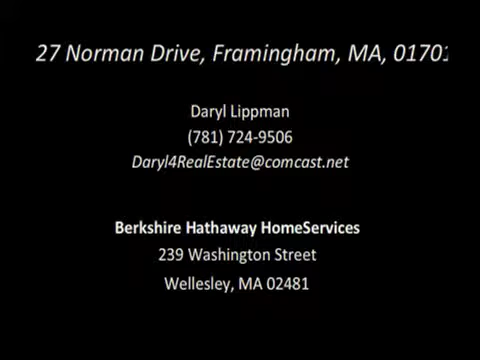 27 Norman Drive, Framingham, MA, 01701
Daryl Lippman
(781) 724-9506
Daryl4RealEstate@comcast.net
Berkshire Hathaway HomeServices
239 Washington Street
Wellesley, MA 02481